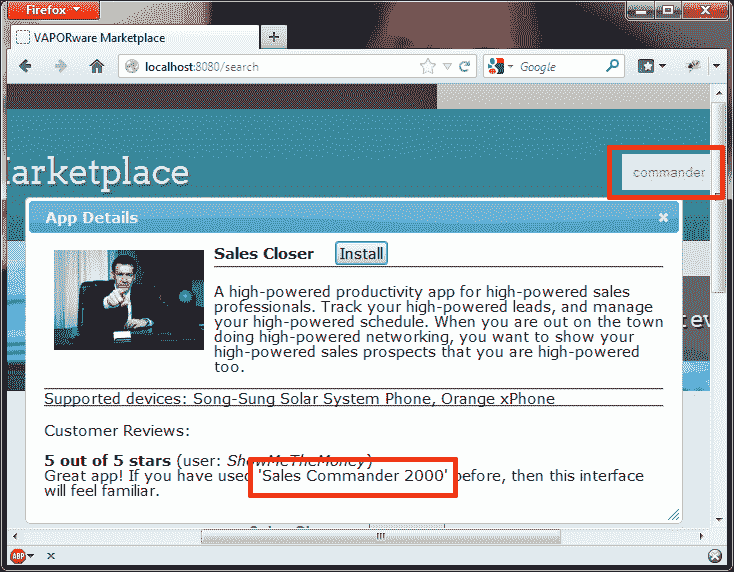 Firefox
VAPORware Marketplace
localhost:8080/search
Google
Marketplace
commander
App Details
Sales Closer Install
A high-powered productivity app for high-powered sales
professionals. Track your high-powered leads, and manage
your high-powered schedule. When you are out on the town
doing high-powered networking, you want to show your
high-powered sales prospects that you are high-powered
too.
Supported devices: Song-Sung Solar System Phone, Orange xPhone
Customer Reviews:
5 out of 5 stars (user: ShowMeTheMoney)
Great app! If you have used 'Sales Commander 2000' before, then this interface
will feel familiar.
ABP